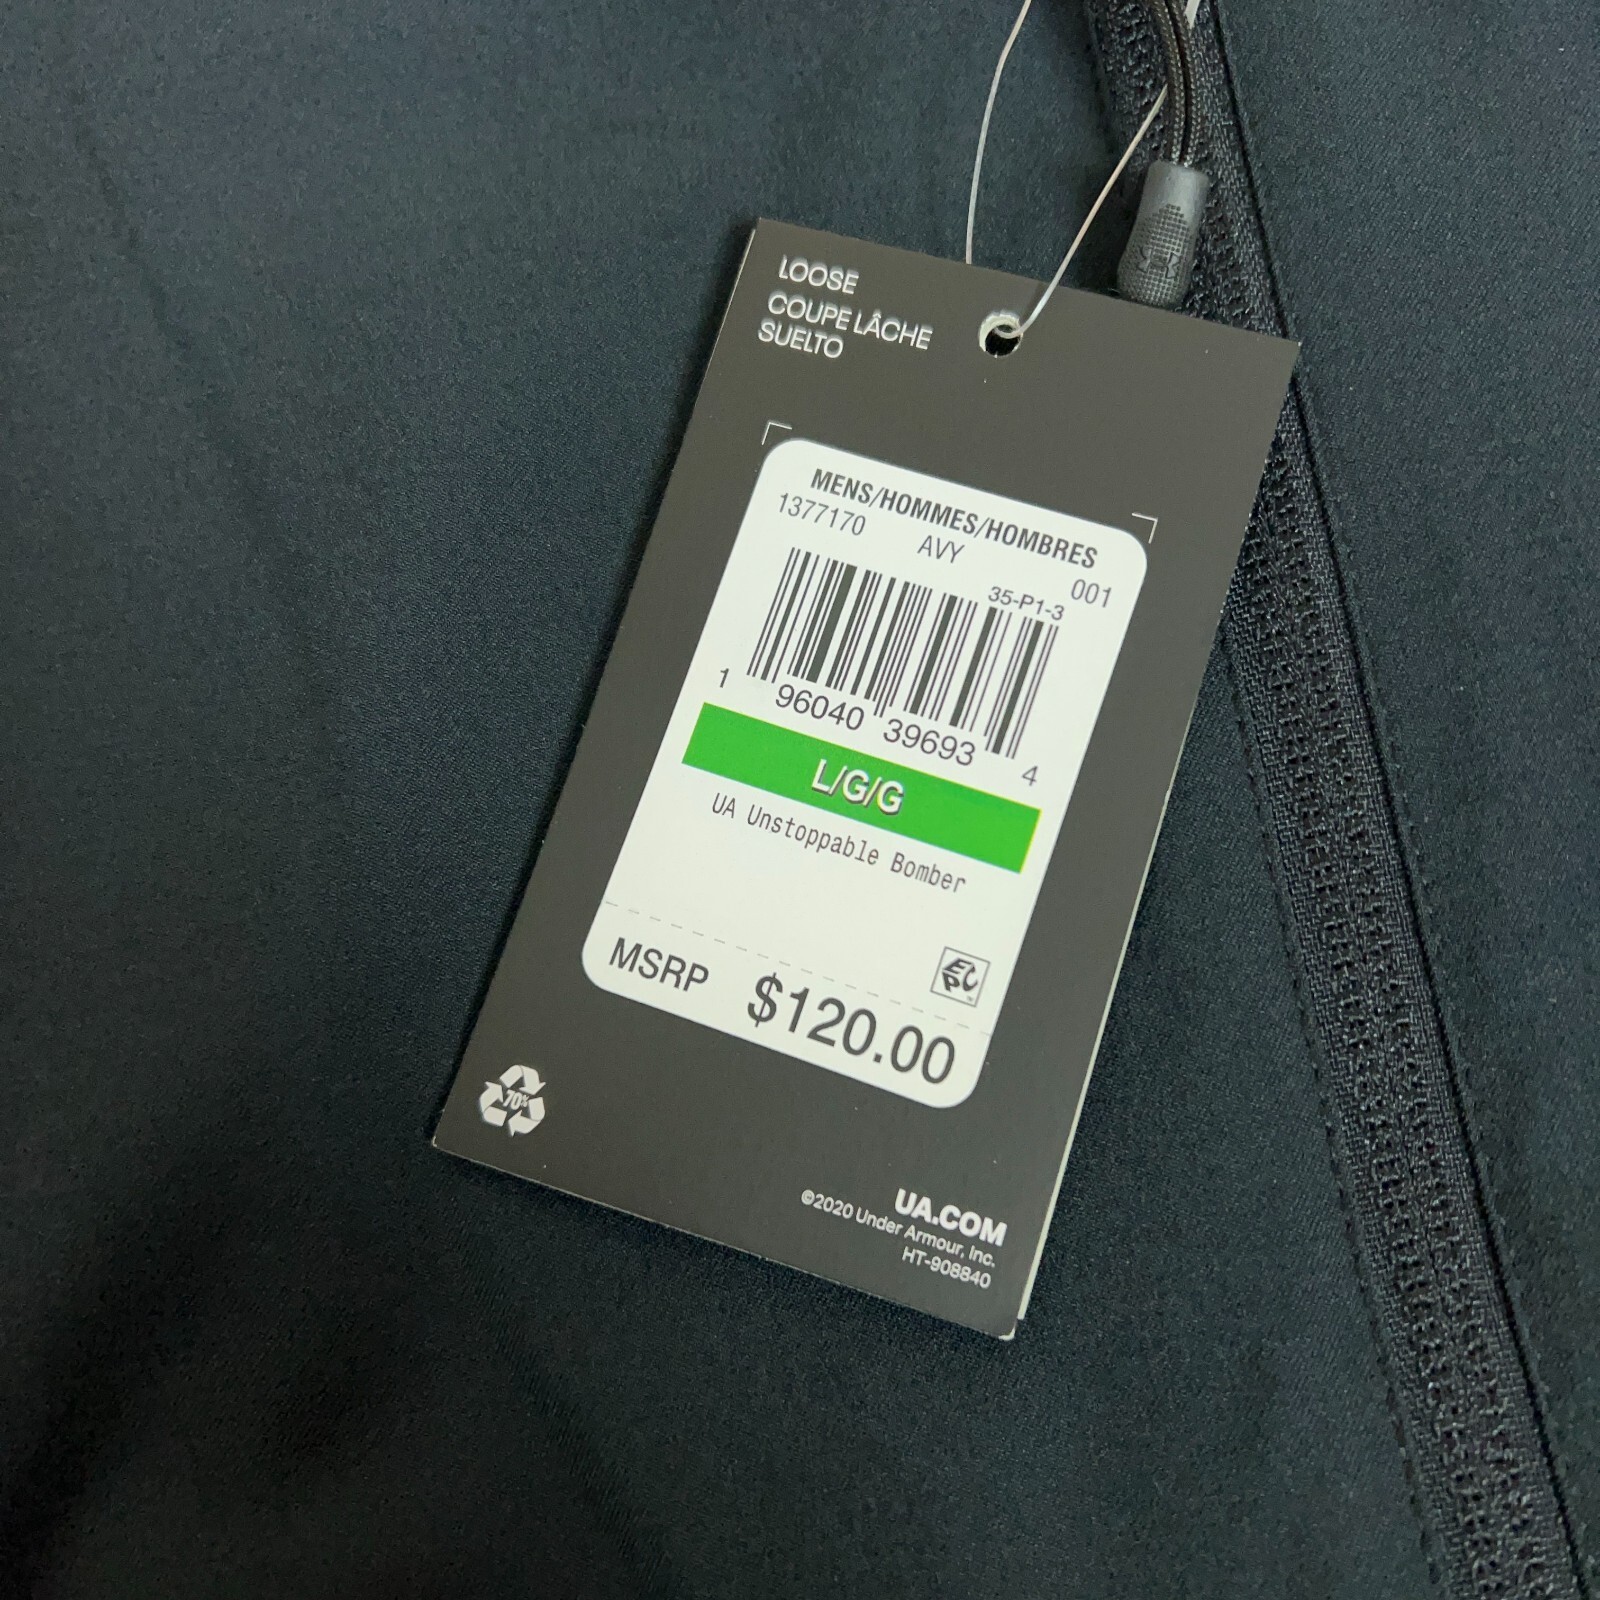 LOOSE
COUPE LÂCHE
SUELTO
MENS/HOMMES/HOMBRES
1377170 AVY 001
35-P1-3
1 96040 39693 4
L/G/G
UA Unstoppable Bomber
EPC
MSRP $120.00
70%
UA.COM
©2020 Under Armour, Inc.
HT-908840